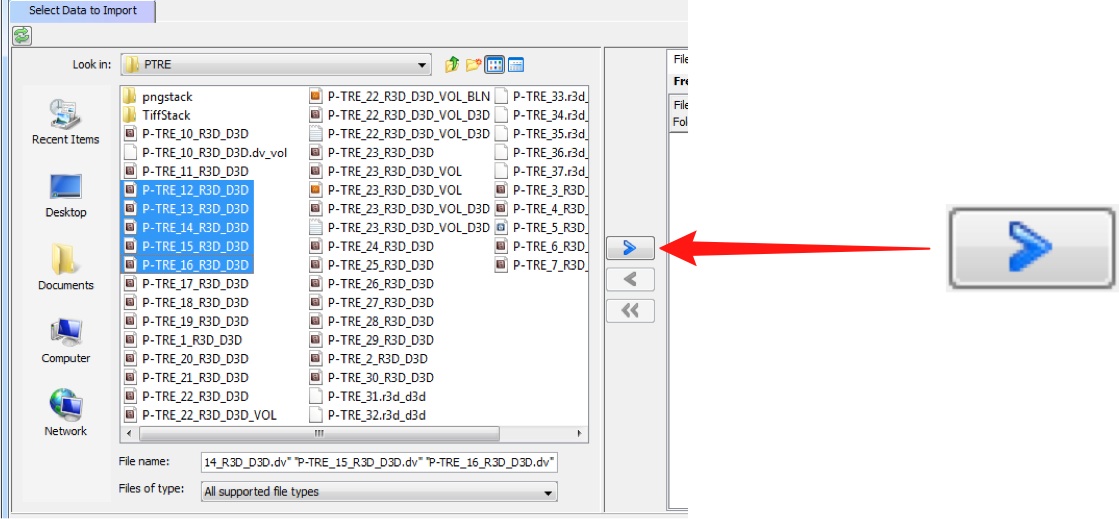 Select Data to Import
Look in:
PTRE
Recent Items
Desktop
Documents
Computer
Network
pngstack
TiffStack
P-TRE_10_R3D_D3D
P-TRE_10_R3D_D3D.dv_vol
P-TRE_11_R3D_D3D
P-TRE_12_R3D_D3D
P-TRE_13_R3D_D3D
P-TRE_14_R3D_D3D
P-TRE_15_R3D_D3D
P-TRE_16_R3D_D3D
P-TRE_17_R3D_D3D
P-TRE_18_R3D_D3D
P-TRE_19_R3D_D3D
P-TRE_1_R3D_D3D
P-TRE_20_R3D_D3D
P-TRE_21_R3D_D3D
P-TRE_22_R3D_D3D
P-TRE_22_R3D_D3D_VOL
P-TRE_22_R3D_D3D_VOL_BLN
P-TRE_22_R3D_D3D_VOL_D3D
P-TRE_22_R3D_D3D_VOL_D3D
P-TRE_23_R3D_D3D
P-TRE_23_R3D_D3D_VOL
P-TRE_23_R3D_D3D_VOL
P-TRE_23_R3D_D3D_VOL_D3D
P-TRE_23_R3D_D3D_VOL_D3D
P-TRE_24_R3D_D3D
P-TRE_25_R3D_D3D
P-TRE_26_R3D_D3D
P-TRE_27_R3D_D3D
P-TRE_28_R3D_D3D
P-TRE_29_R3D_D3D
P-TRE_2_R3D_D3D
P-TRE_30_R3D_D3D
P-TRE_31.r3d_d3d
P-TRE_32.r3d_d3d
P-TRE_33.r3d_
P-TRE_34.r3d_
P-TRE_35.r3d_
P-TRE_36.r3d_
P-TRE_37.r3d_
P-TRE_3_R3D_
P-TRE_4_R3D_
P-TRE_5_R3D_
P-TRE_6_R3D_
P-TRE_7_R3D_
File name:
14_R3D_D3D.dv" "P-TRE_15_R3D_D3D.dv" "P-TRE_16_R3D_D3D.dv"
Files of type:
All supported file types
File
Fre
File
Fol